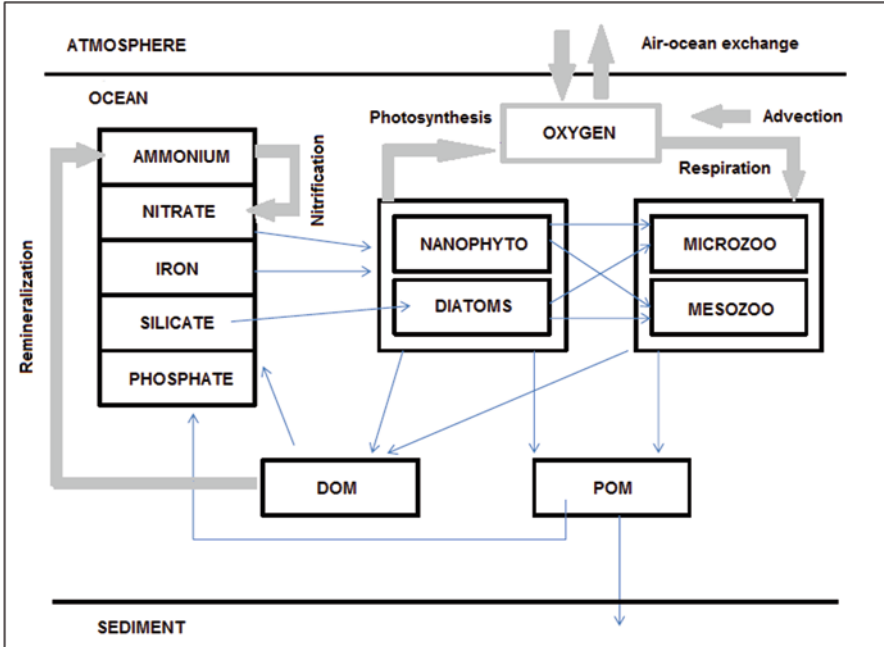 ATMOSPHERE
Air-ocean exchange
OCEAN
Photosynthesis
OXYGEN
Advection
Respiration
AMMONIUM
NITRATE
IRON
SILICATE
PHOSPHATE
Nitrification
Remineralization
NANOPHYTO
DIATOMS
MICROZOO
MESOZOO
DOM
POM
SEDIMENT